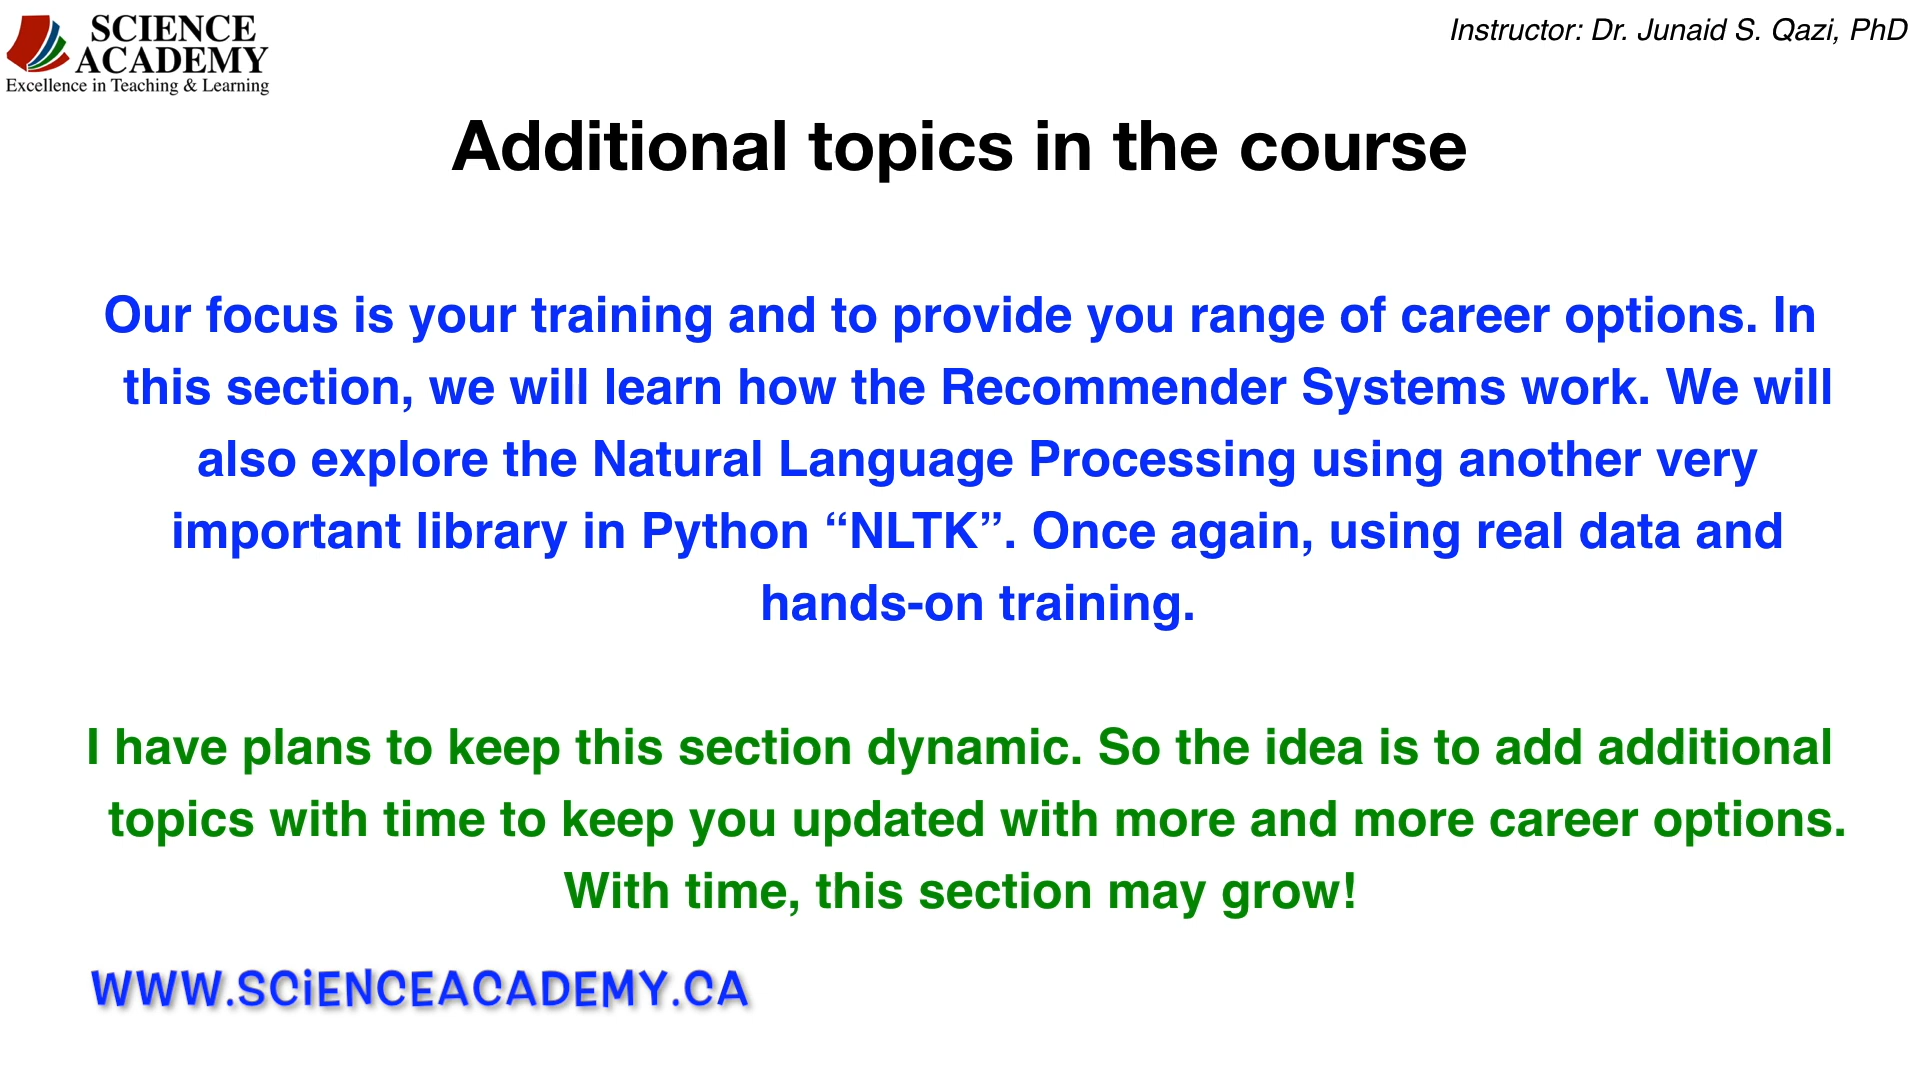 SCIENCE
ACADEMY
Excellence in Teaching & Learning
Instructor: Dr. Junaid S. Qazi, PhD
Additional topics in the course
Our focus is your training and to provide you range of career options. In
this section, we will learn how the Recommender Systems work. We will
also explore the Natural Language Processing using another very
important library in Python “NLTK”. Once again, using real data and
hands-on training.
I have plans to keep this section dynamic. So the idea is to add additional
topics with time to keep you updated with more and more career options.
With time, this section may grow!
WWW.SCiENCEACADEMY.CA